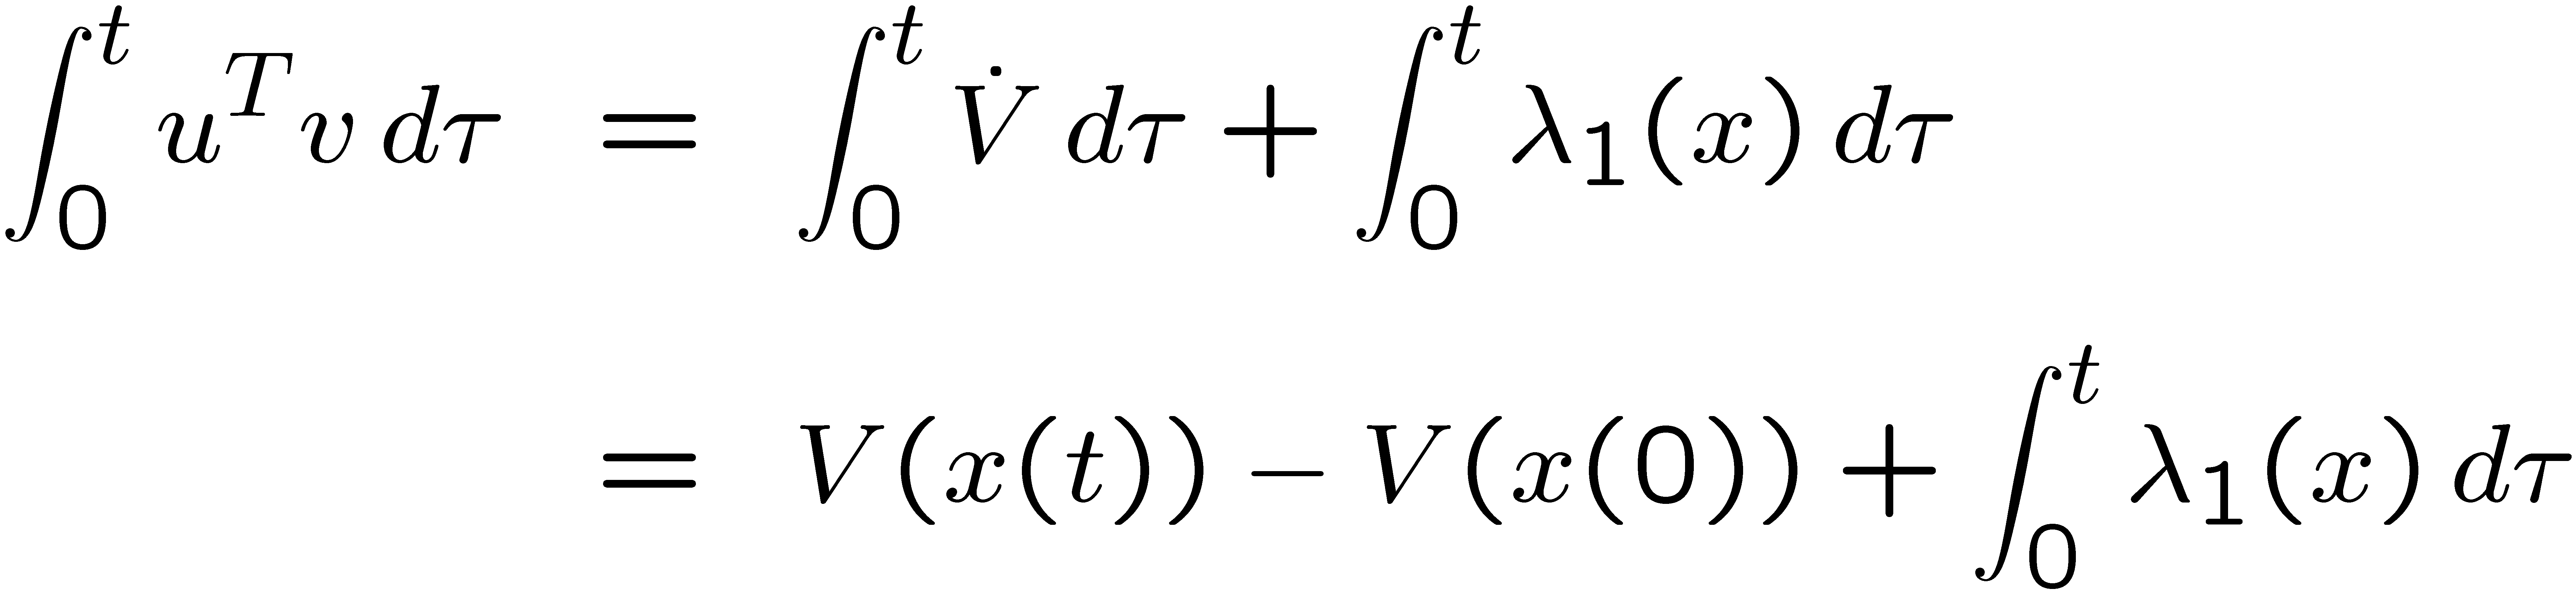 ∫₀ᵗ uᵀv dτ = ∫₀ᵗ V̇ dτ + ∫₀ᵗ λ₁(x) dτ
= V(x(t)) − V(x(0)) + ∫₀ᵗ λ₁(x) dτ